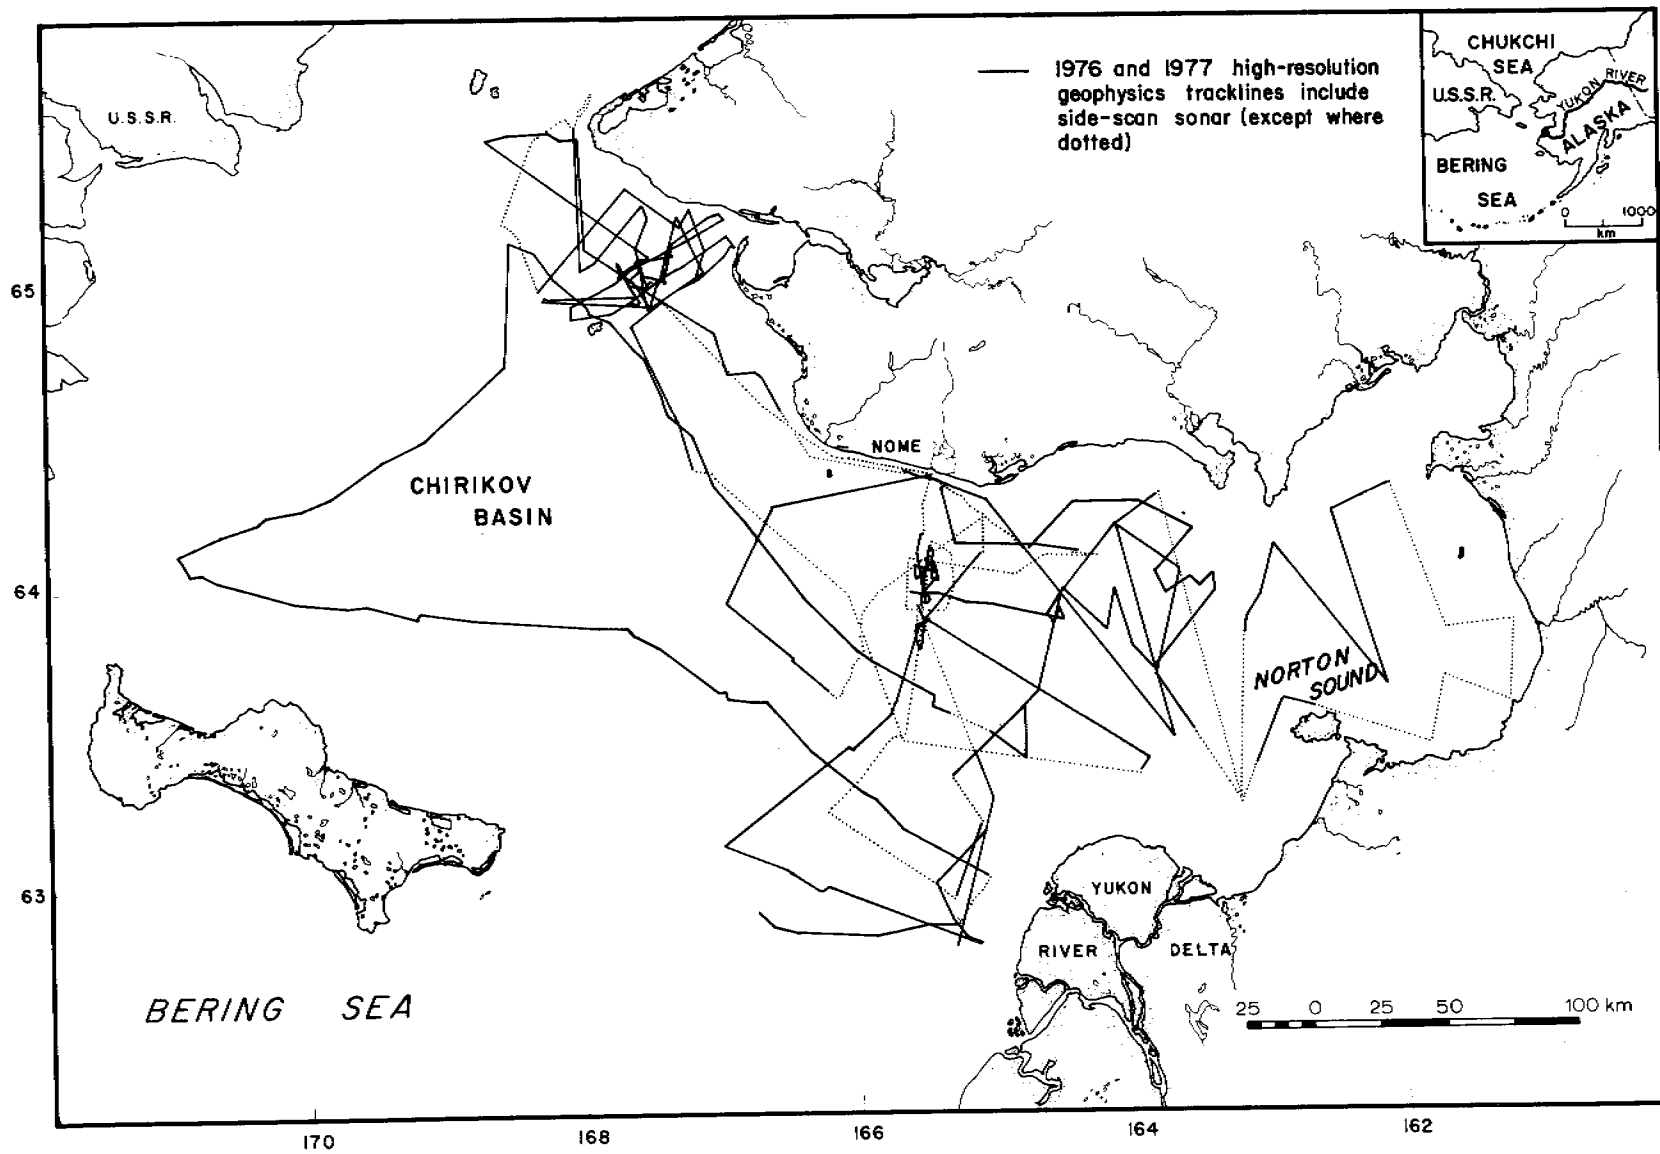 1976 and 1977 high-resolution
geophysics tracklines include
side-scan sonar (except where
dotted)
CHUKCHI
SEA
U.S.S.R.
YUKON RIVER
ALASKA
BERING
SEA
0 1000
km
U.S.S.R.
65
NOME
CHIRIKOV
BASIN
64
NORTON
SOUND
63
YUKON
RIVER DELTA
BERING SEA
25 0 25 50 100 km
170 168 166 164 162